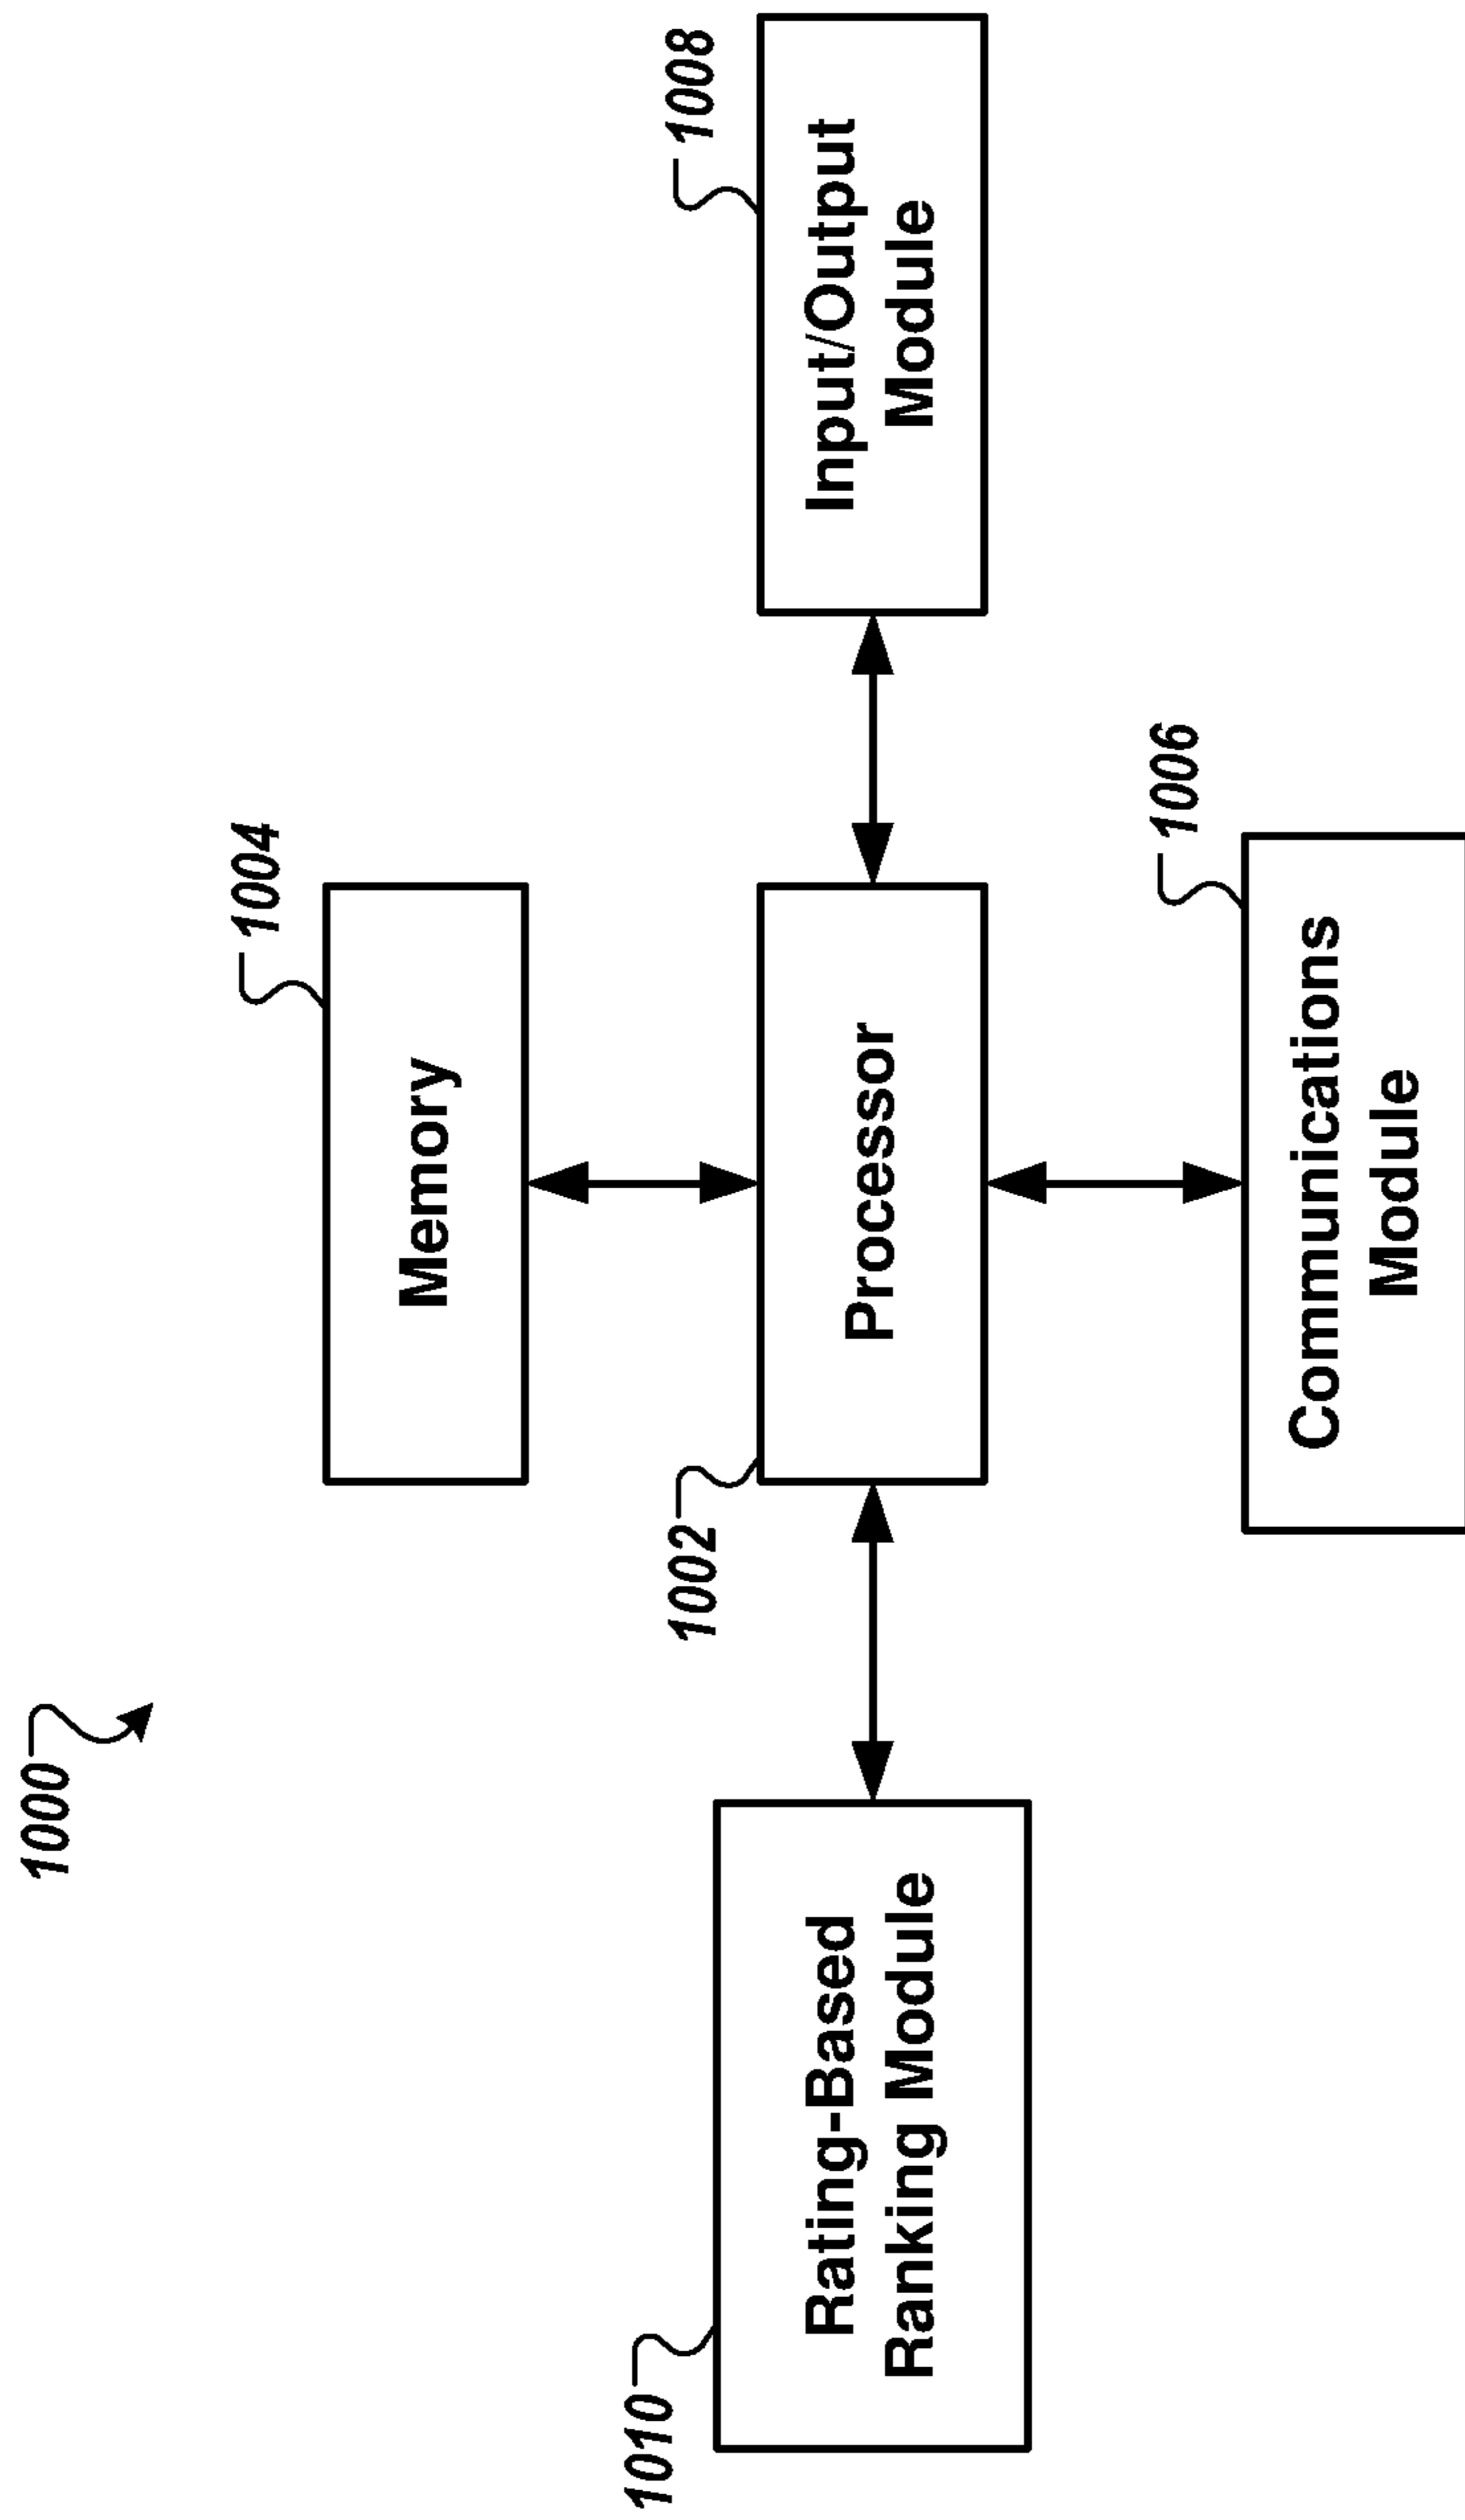 1000
1004
Memory
1010
Rating-Based
Ranking Module
1002
Processor
1008
Input/Output
Module
1006
Communications
Module